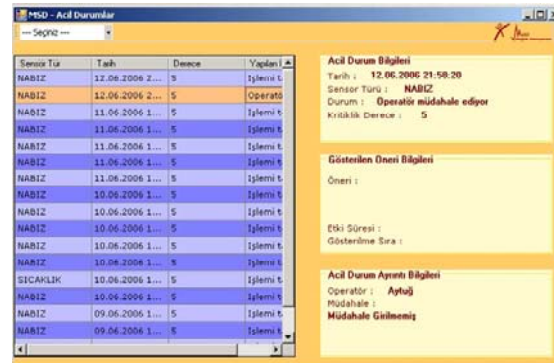 MSD - Acil Durumlar
--- Seçiniz ---
Sensör Tür Tarih Derece Yapılan İ
NABIZ 12.06.2006 2... 5 İşlemi t
NABIZ 12.06.2006 2... 5 Operatö
NABIZ 11.06.2006 1... 5 İşlemi t
NABIZ 11.06.2006 1... 5 İşlemi t
NABIZ 11.06.2006 1... 5 İşlemi t
NABIZ 11.06.2006 1... 5 İşlemi t
NABIZ 10.06.2006 1... 5 İşlemi t
NABIZ 10.06.2006 1... 5 İşlemi t
NABIZ 10.06.2006 1... 5 İşlemi t
NABIZ 10.06.2006 1... 5 İşlemi t
NABIZ 10.06.2006 1... 5 İşlemi t
SICAKLIK 10.06.2006 1... 5 İşlemi t
NABIZ 10.06.2006 1... 5 İşlemi t
NABIZ 09.06.2006 1... 5 İşlemi t
NABIZ 09.06.2006 1... 5 İşlemi t
Acil Durum Bilgileri
Tarih : 12.06.2006 21:58:20
Sensor Türü : NABIZ
Durum : Operatör müdahale ediyor
Kritiklik Derece : 5
Gösterilen Öneri Bilgileri
Öneri :
Etki Süresi :
Gösterilme Sıra :
Acil Durum Ayrıntı Bilgileri
Operatör : Aytuğ
Müdahale :
Müdahale Girilmemiş